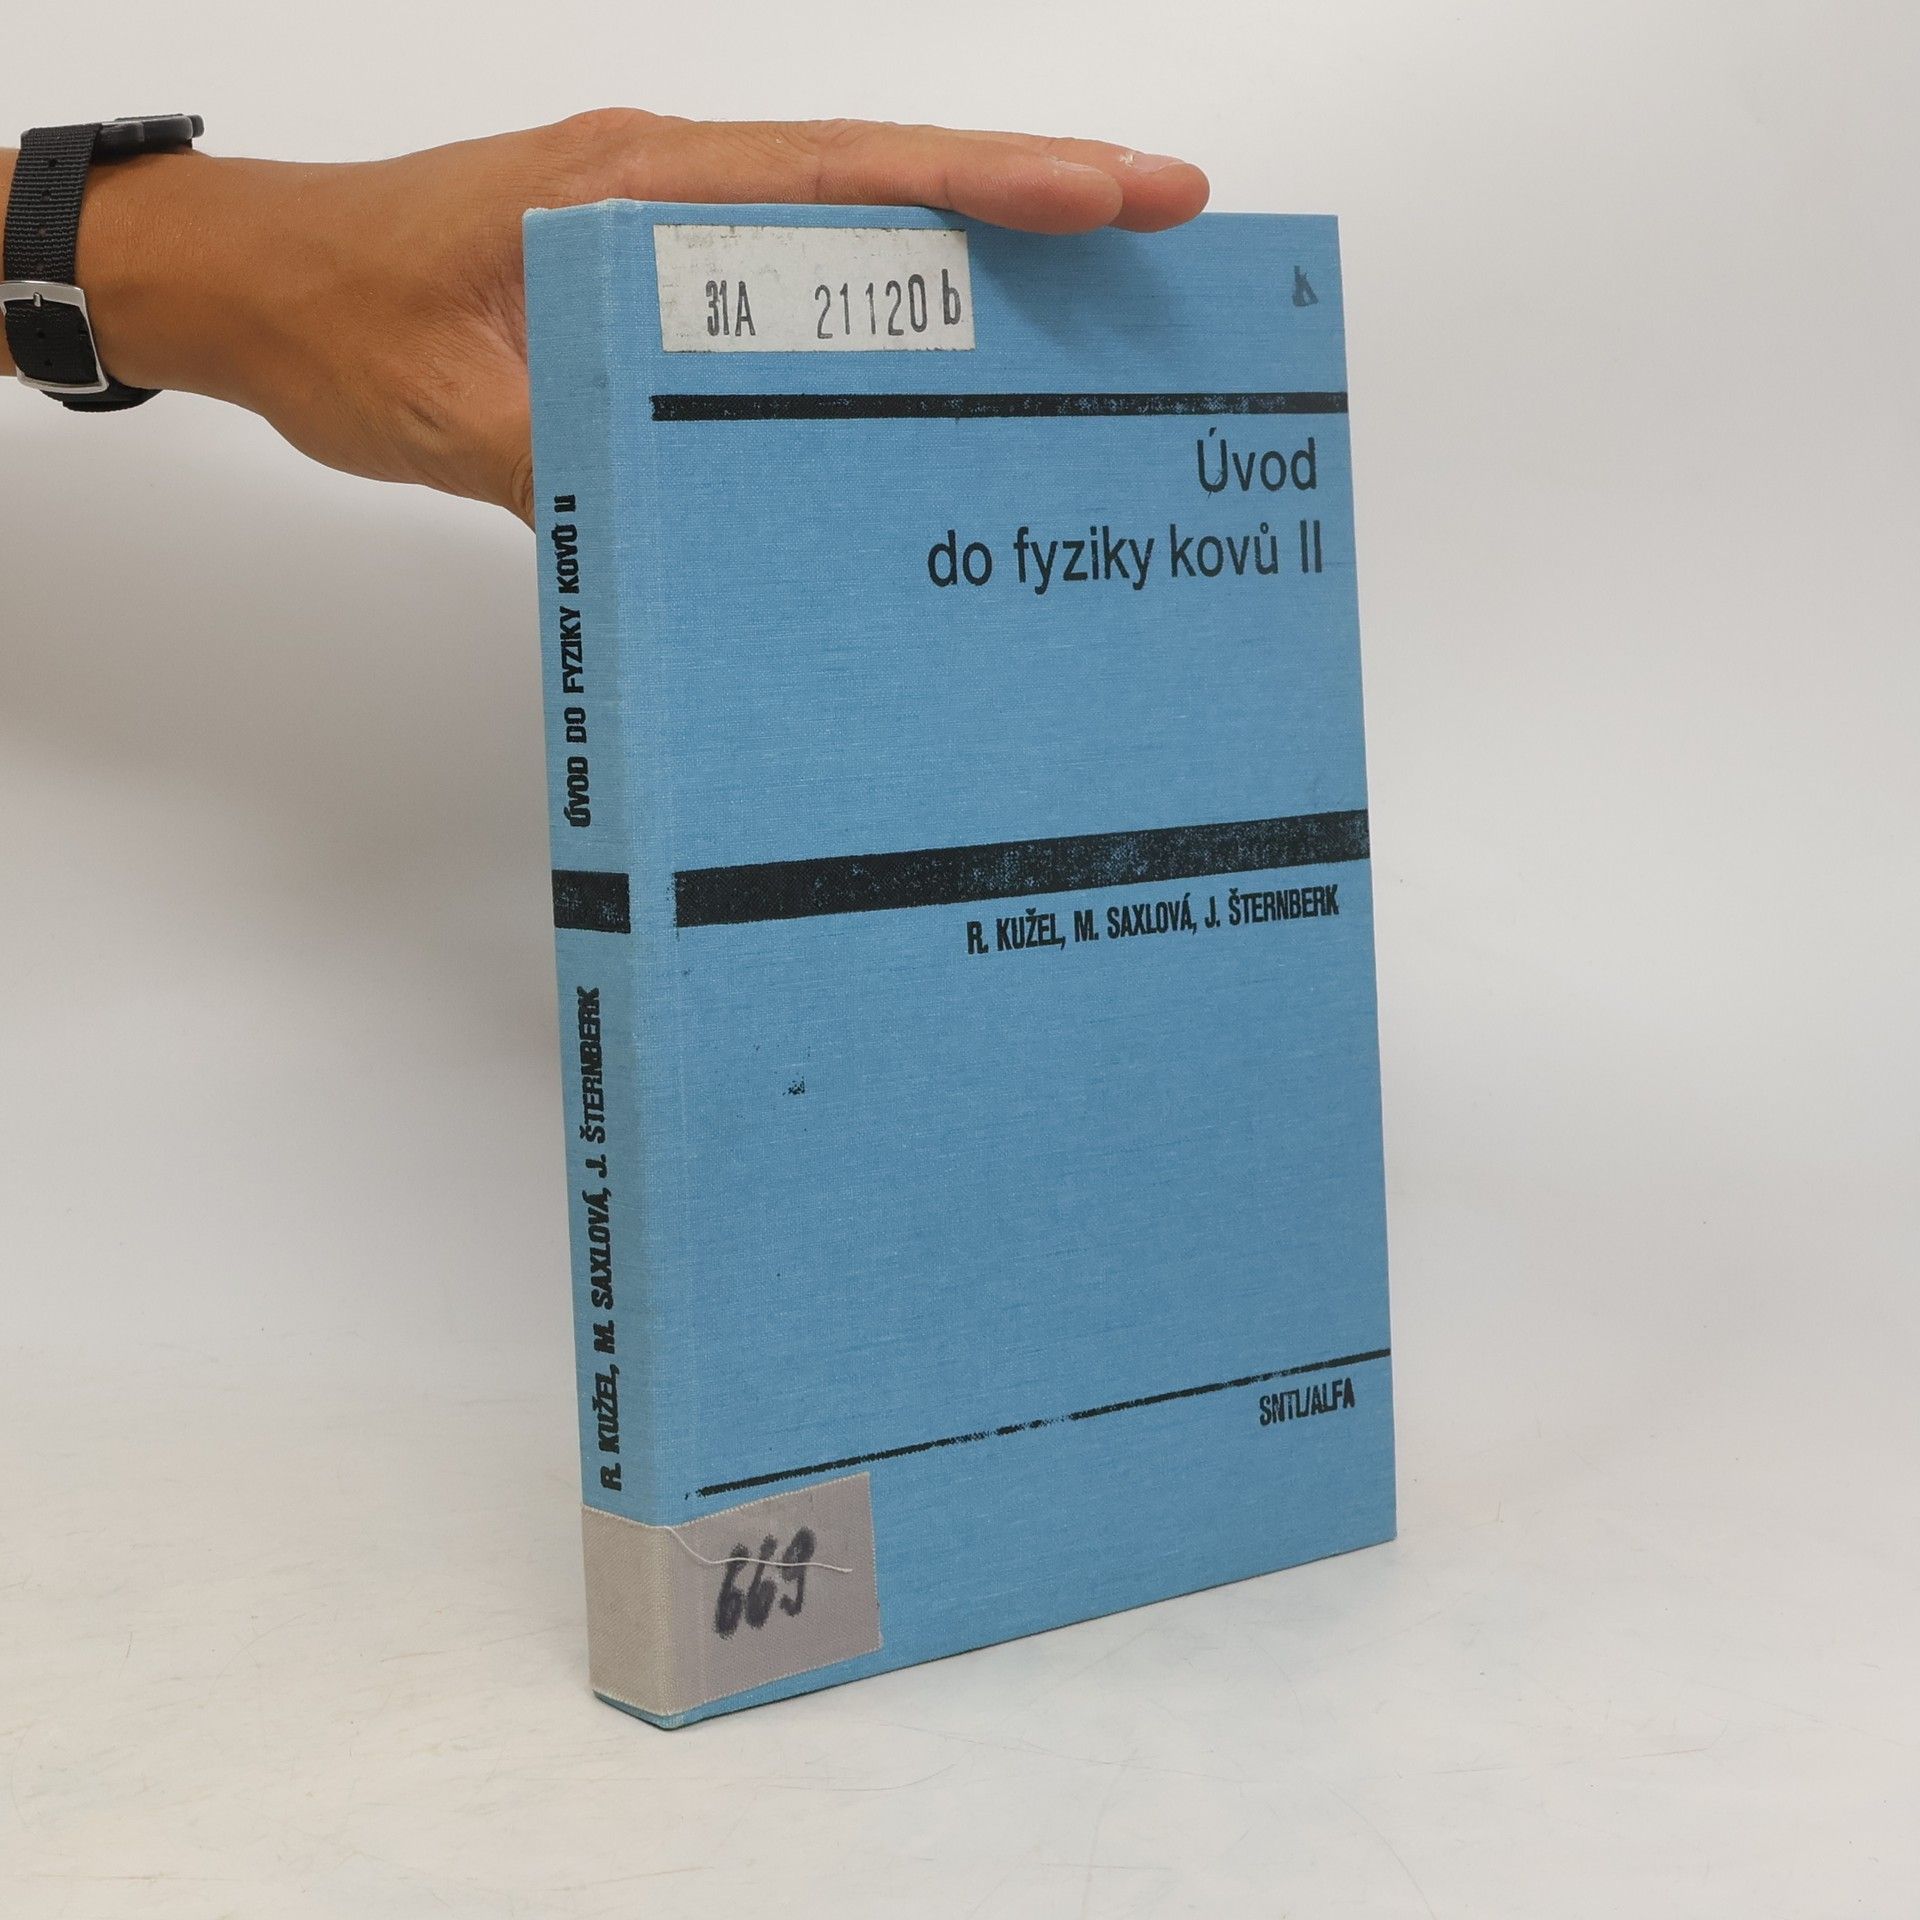 31A 21120 b
Úvod
do fyziky kovů II
R. KUŽEL, M. SAXLOVÁ, J. ŠTERNBERK
SNTL/ALFA
669
ÚVOD DO FYZIKY KOVŮ II
R. KUŽEL, M. SAXLOVÁ, J. ŠTERNBERK